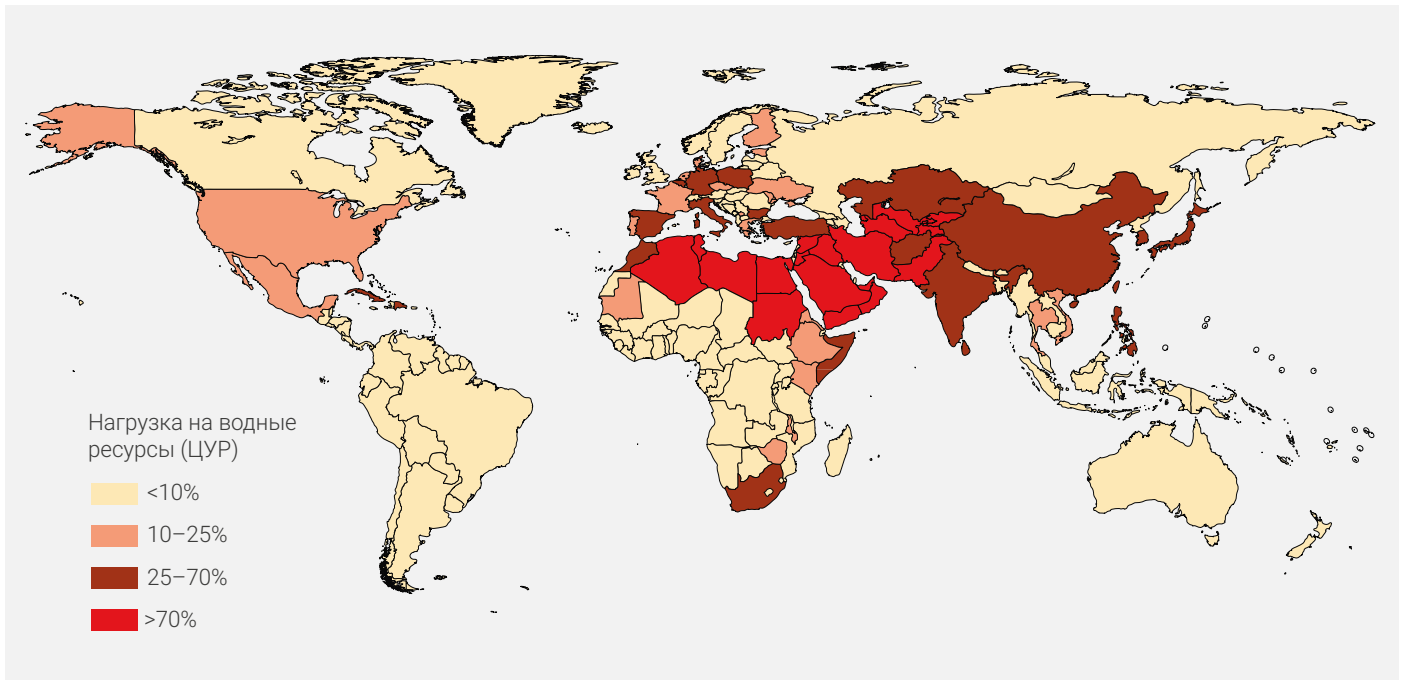 Нагрузка на водные
ресурсы (ЦУР)
<10%
10–25%
25–70%
>70%